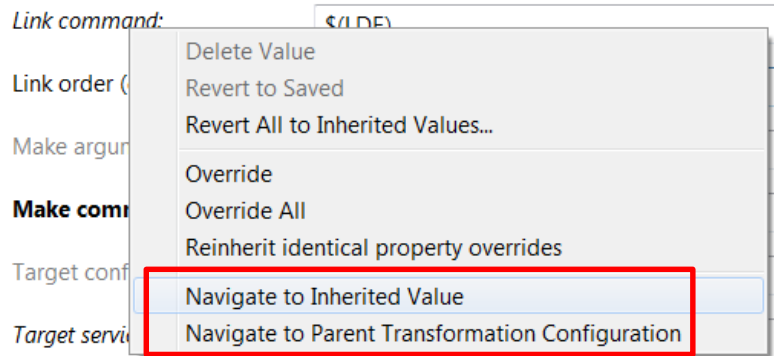 Link command:
$(LDF)
Delete Value
Link order (
Revert to Saved
Revert All to Inherited Values...
Make argum
Override
Make comm
Override All
Reinherit identical property overrides
Target conf
Navigate to Inherited Value
Target servi
Navigate to Parent Transformation Configuration